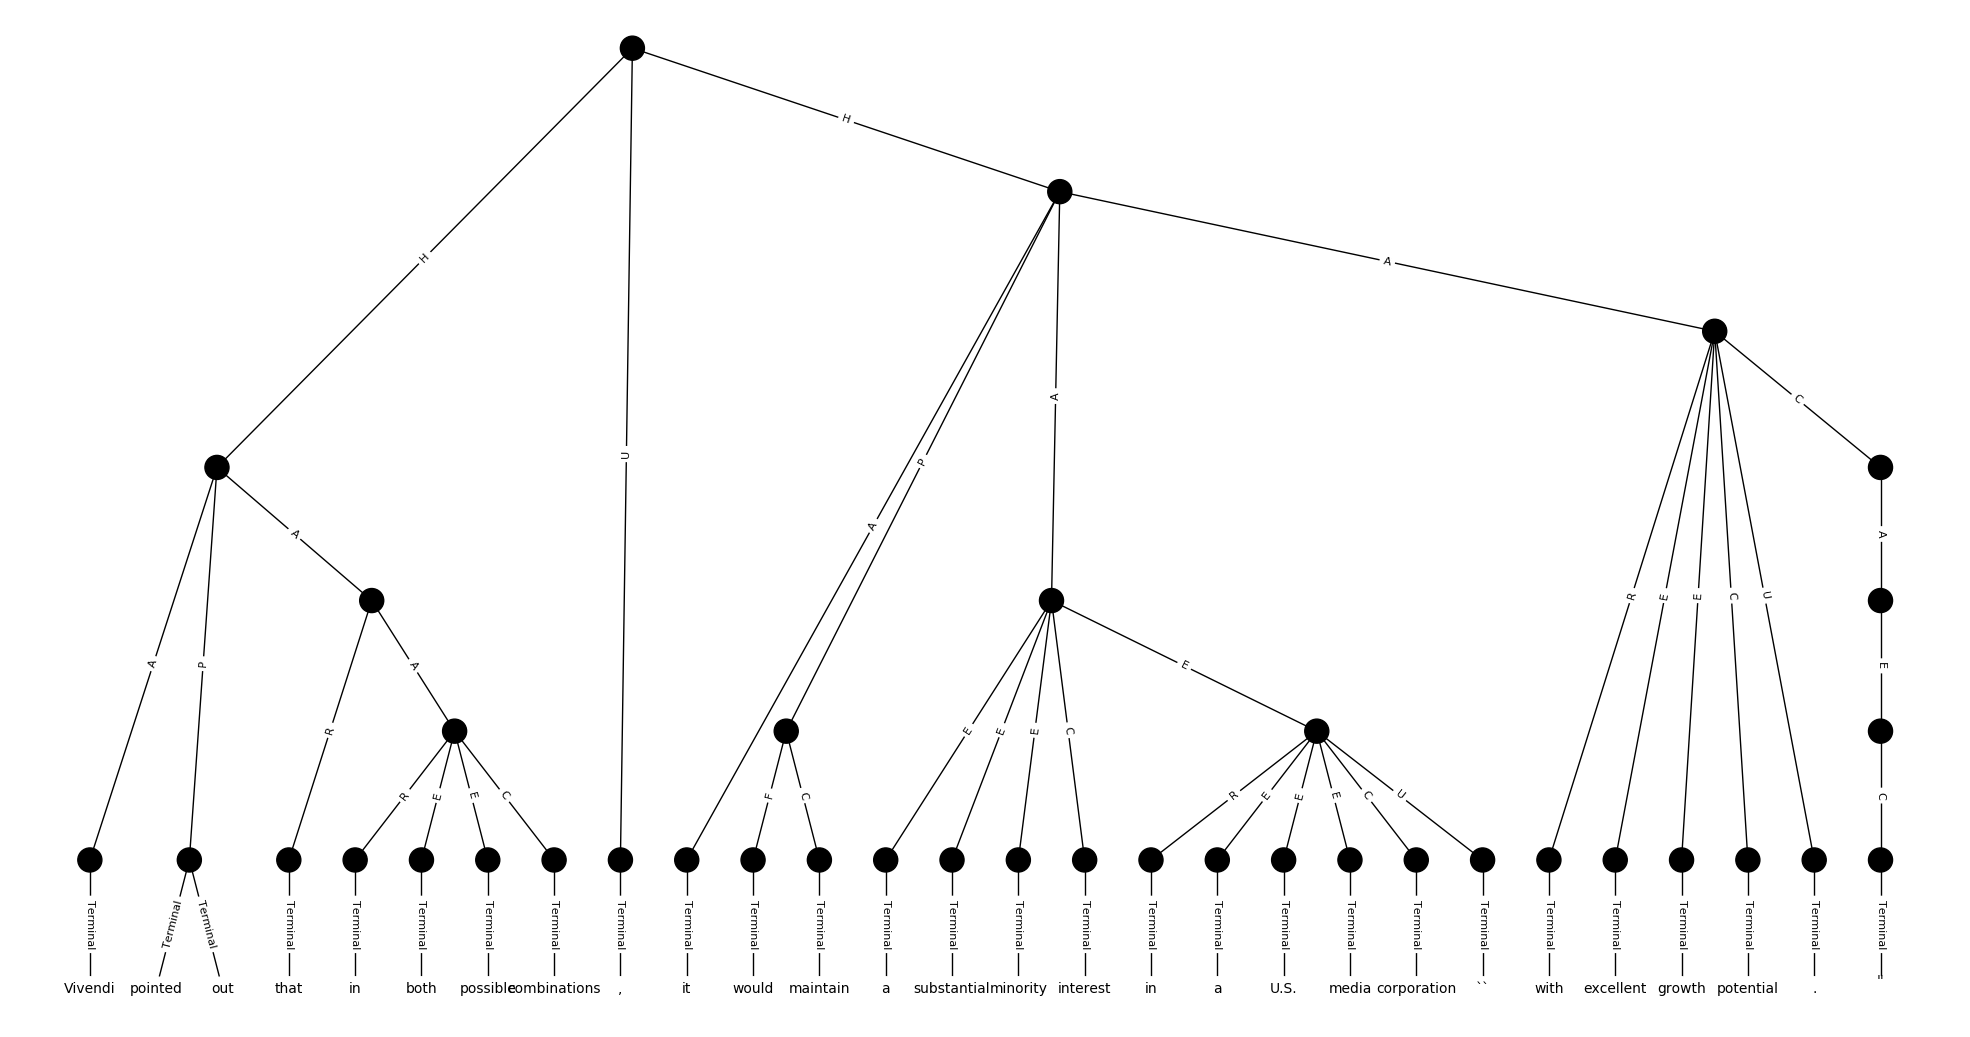 H
H
A
C
U
A
A
P
A
A
A
P
A
R
R
E
E
C
F
C
E
E
E
C
E
R
E
E
E
C
U
R
E
E
C
U
E
C
Terminal Terminal Terminal Terminal Terminal Terminal Terminal Terminal Terminal Terminal Terminal Terminal Terminal Terminal Terminal Terminal Terminal Terminal Terminal Terminal Terminal Terminal Terminal Terminal Terminal Terminal Terminal Terminal
Vivendi pointed out that in both possible combinations , it would maintain a substantial minority interest in a U.S. media corporation `` with excellent growth potential . "